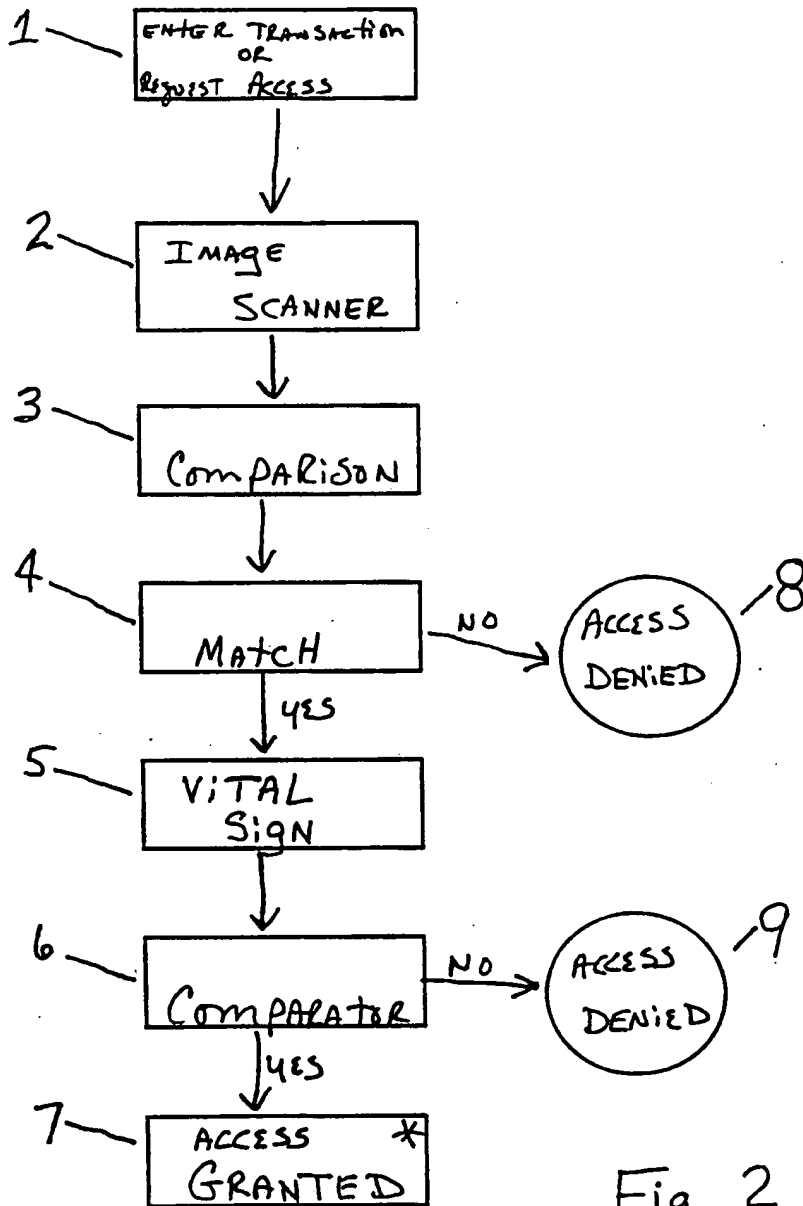 1
ENTER TRANSACTION
OR
REQUEST ACCESS
2
IMAGE
SCANNER
3
COMPARISON
4
MATCH
NO
ACCESS
DENIED
8
YES
5
VITAL
SIGN
6
COMPARATOR
NO
ACCESS
DENIED
9
YES
7
ACCESS *
GRANTED
Fig. 2